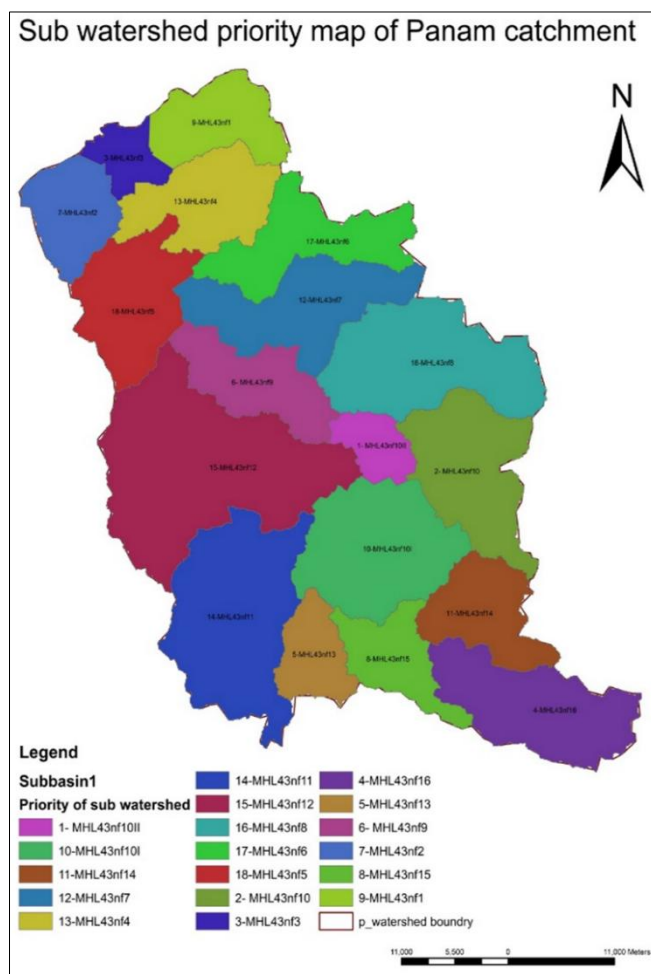 Sub watershed priority map of Panam catchment
N
9-MHL43nf1
3-MHL43nf3
7-MHL43nf2
13-MHL43nf4
17-MHL43nf6
12-MHL43nf7
18-MHL43nf5
16-MHL43nf8
6- MHL43nf9
1- MHL43nf10II
2- MHL43nf10
15-MHL43nf12
10-MHL43nf10I
14-MHL43nf11
11-MHL43nf14
5-MHL43nf13
8-MHL43nf15
4-MHL43nf16
Legend
Subbasin1
Priority of sub watershed
1- MHL43nf10II
10-MHL43nf10I
11-MHL43nf14
12-MHL43nf7
13-MHL43nf4
14-MHL43nf11
15-MHL43nf12
16-MHL43nf8
17-MHL43nf6
18-MHL43nf5
2- MHL43nf10
3-MHL43nf3
4-MHL43nf16
5-MHL43nf13
6- MHL43nf9
7-MHL43nf2
8-MHL43nf15
9-MHL43nf1
p_watershed boundry
11,000 5,500 0 11,000 Meters